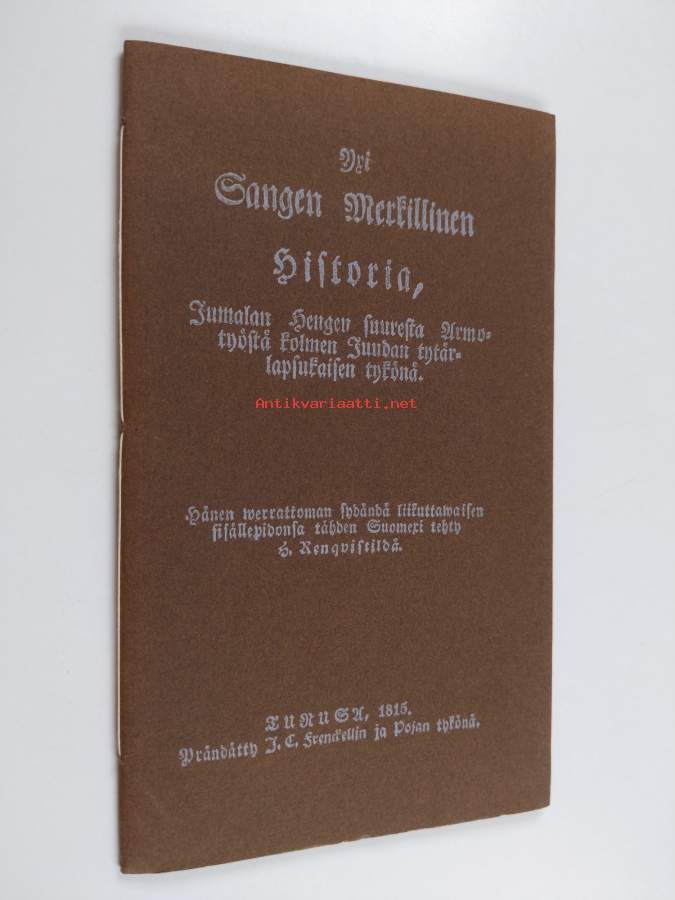 Yxi
Sangen Merkillinen
Historia,
Jumalan Hengen suuresta Armo-
työstä kolmen Juudan tytär-
lapsukaisen tykönä.
Antikvariaatti.net
Hänen werrattoman sydändä liikuttawaisen
sisällepidonsa tähden Suomexi tehty
H. Renqvistildä.
TURUSA, 1815.
Prändätty J. C. Frenckellin ja Pojan tykönä.